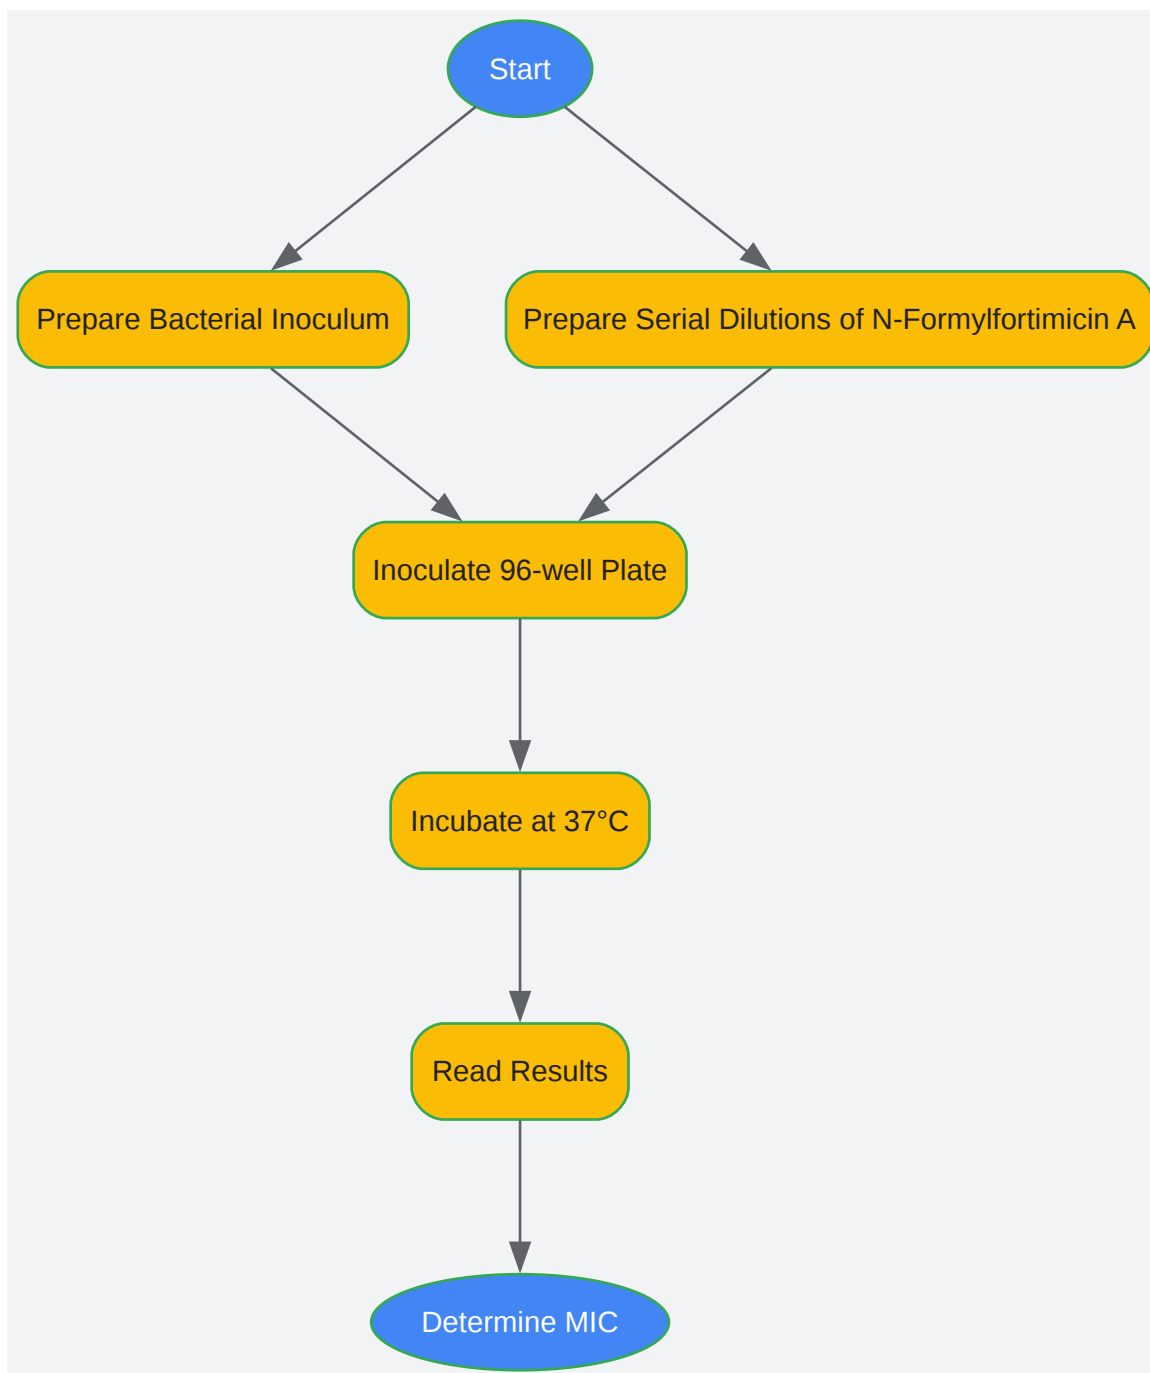 Start
Prepare Bacterial Inoculum
Prepare Serial Dilutions of N-Formylfortimicin A
Inoculate 96-well Plate
Incubate at 37°C
Read Results
Determine MIC